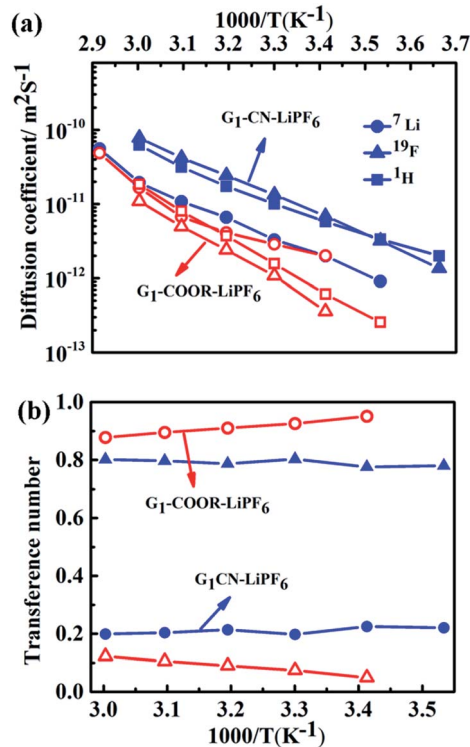 (a)
1000/T(K-1)
2.9 3.0 3.1 3.2 3.3 3.4 3.5 3.6 3.7
Diffusion coefficient/ m2S-1
10-10
10-11
10-12
10-13
G1-CN-LiPF6
7 Li
19F
1H
G1-COOR-LiPF6
(b)
Transference number
1.0
0.8
0.6
0.4
0.2
0.0
G1-COOR-LiPF6
G1CN-LiPF6
3.0 3.1 3.2 3.3 3.4 3.5
1000/T(K-1)